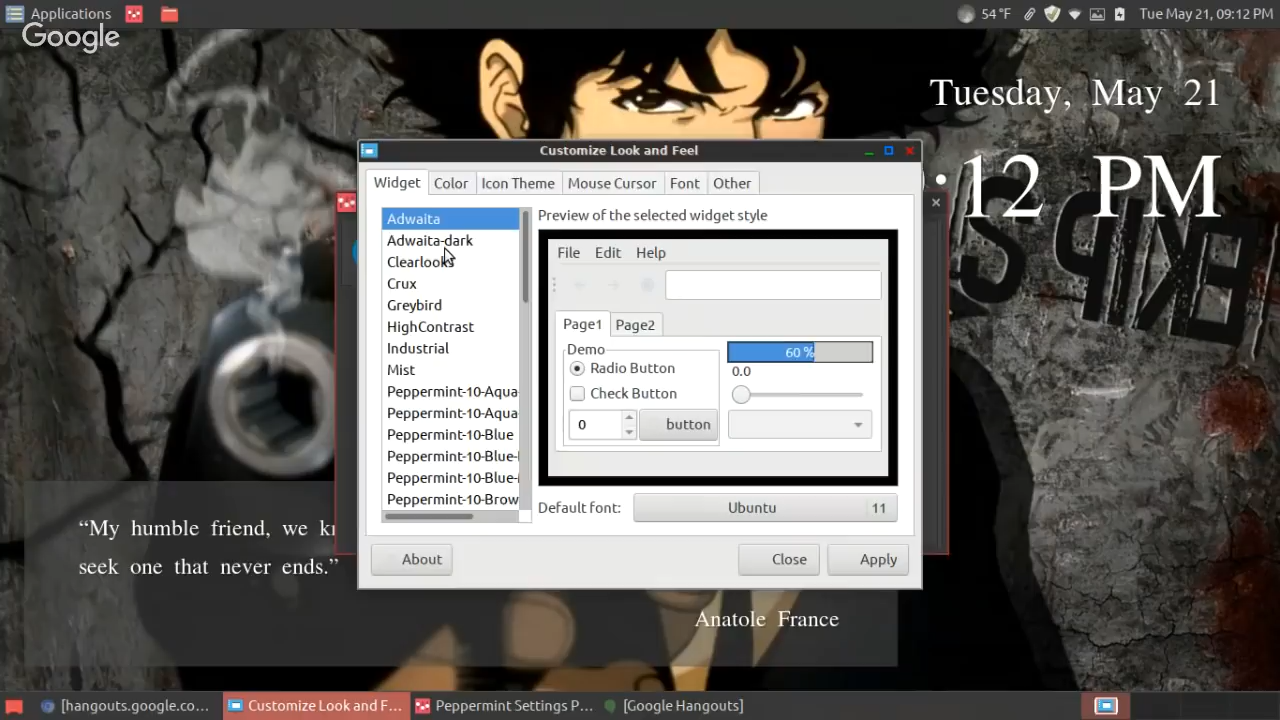 Applications
54 °F
Tue May 21, 09:12 PM
Google
Tuesday, May 21
:12 PM
Customize Look and Feel
Widget
Color
Icon Theme
Mouse Cursor
Font
Other
Adwaita
Adwaita-dark
Clearlooks
Crux
Greybird
HighContrast
Industrial
Mist
Peppermint-10-Aqua
Peppermint-10-Aqua-
Peppermint-10-Blue
Peppermint-10-Blue-
Peppermint-10-Blue-
Peppermint-10-Brow
Preview of the selected widget style
File Edit Help
Page1
Page2
Demo
Radio Button
Check Button
0
button
60 %
0.0
Default font:
Ubuntu
11
About
Close
Apply
“My humble friend, we
seek one that never ends.”
Anatole France
[hangouts.google.co...
Customize Look and F...
Peppermint Settings P...
[Google Hangouts]